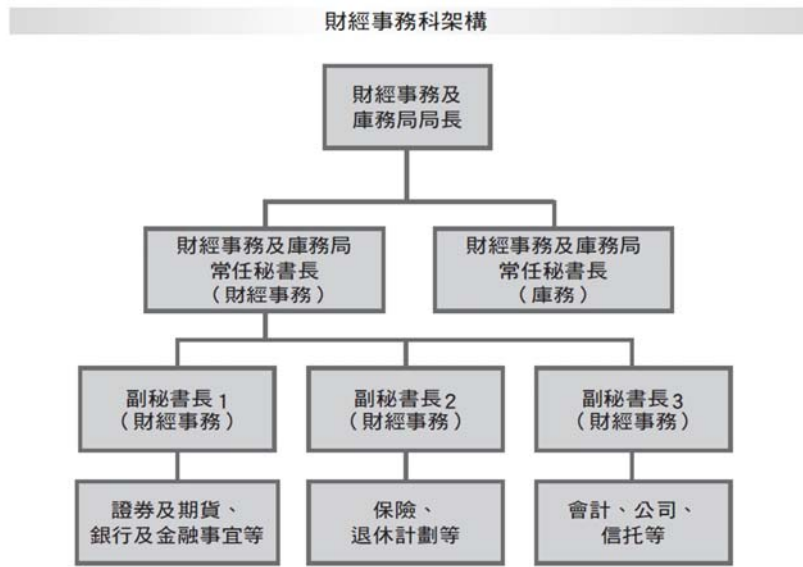 財經事務科架構
財經事務及
庫務局局長
財經事務及庫務局
常任秘書長
（財經事務）
財經事務及庫務局
常任秘書長
（庫務）
副秘書長1
（財經事務）
副秘書長2
（財經事務）
副秘書長3
（財經事務）
證券及期貨、
銀行及金融事宜等
保險、
退休計劃等
會計、公司、
信托等